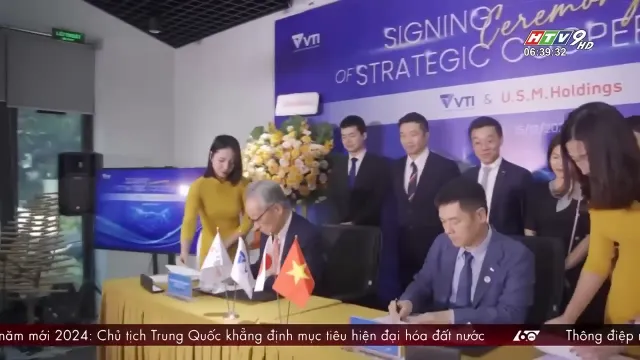 SIGNING Ceremony
OF STRATEGIC
VTI
VTI & U.S.M.Holdings
HTV9 HD
06:39:32
năm mới 2024: Chủ tịch Trung Quốc khẳng định mục tiêu hiện đại hóa đất nước
60
Thông điệp